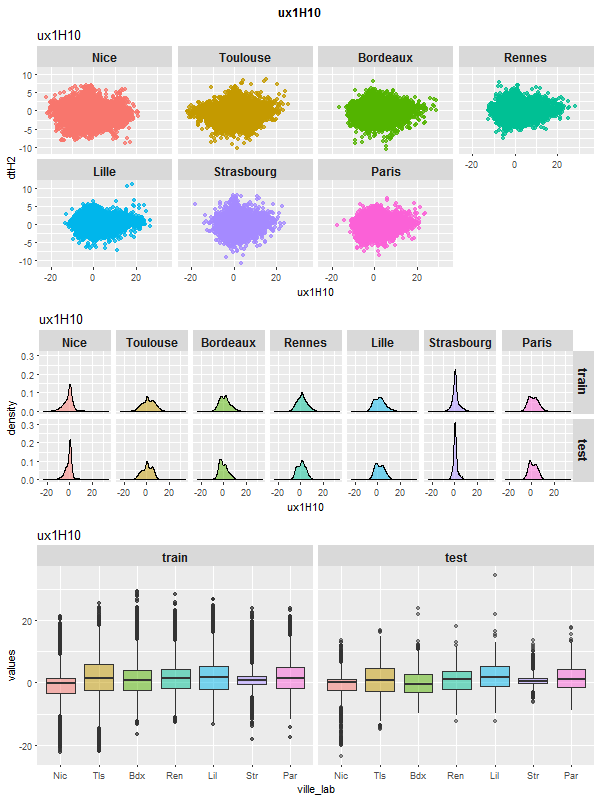 ux1H10
ux1H10
Nice Toulouse Bordeaux Rennes
10
5
0
-5
-10
-20 0 20
Lille Strasbourg Paris
10
5
0
-5
-10
-20 0 20 -20 0 20 -20 0 20
dtH2
ux1H10
ux1H10
Nice Toulouse Bordeaux Rennes Lille Strasbourg Paris
0.3
0.2
0.1
0.0
train
0.3
0.2
0.1
0.0
test
density
-20 0 20 -20 0 20 -20 0 20 -20 0 20 -20 0 20 -20 0 20 -20 0 20
ux1H10
ux1H10
train test
20
0
-20
values
Nic Tls Bdx Ren Lil Str Par Nic Tls Bdx Ren Lil Str Par
ville_lab